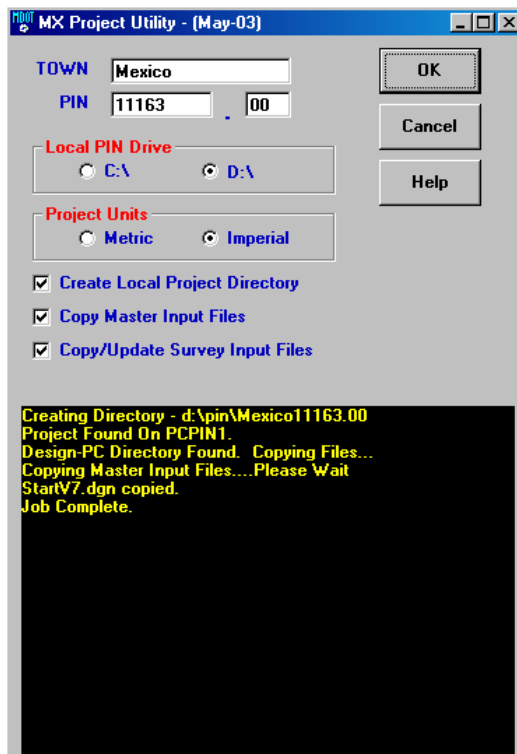 MDOT MX Project Utility - (May-03)
TOWN Mexico
PIN 11163 . 00
OK
Cancel
Help
Local PIN Drive
C:\ D:\
Project Units
Metric Imperial
Create Local Project Directory
Copy Master Input Files
Copy/Update Survey Input Files
Creating Directory - d:\pin\Mexico11163.00
Project Found On PCPIN1.
Design-PC Directory Found.  Copying Files...
Copying Master Input Files....Please Wait
StartV7.dgn copied.
Job Complete.